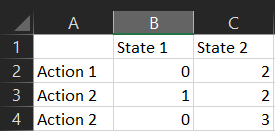 A B C
1 State 1 State 2
2 Action 1 0 2
3 Action 2 1 2
4 Action 2 0 3